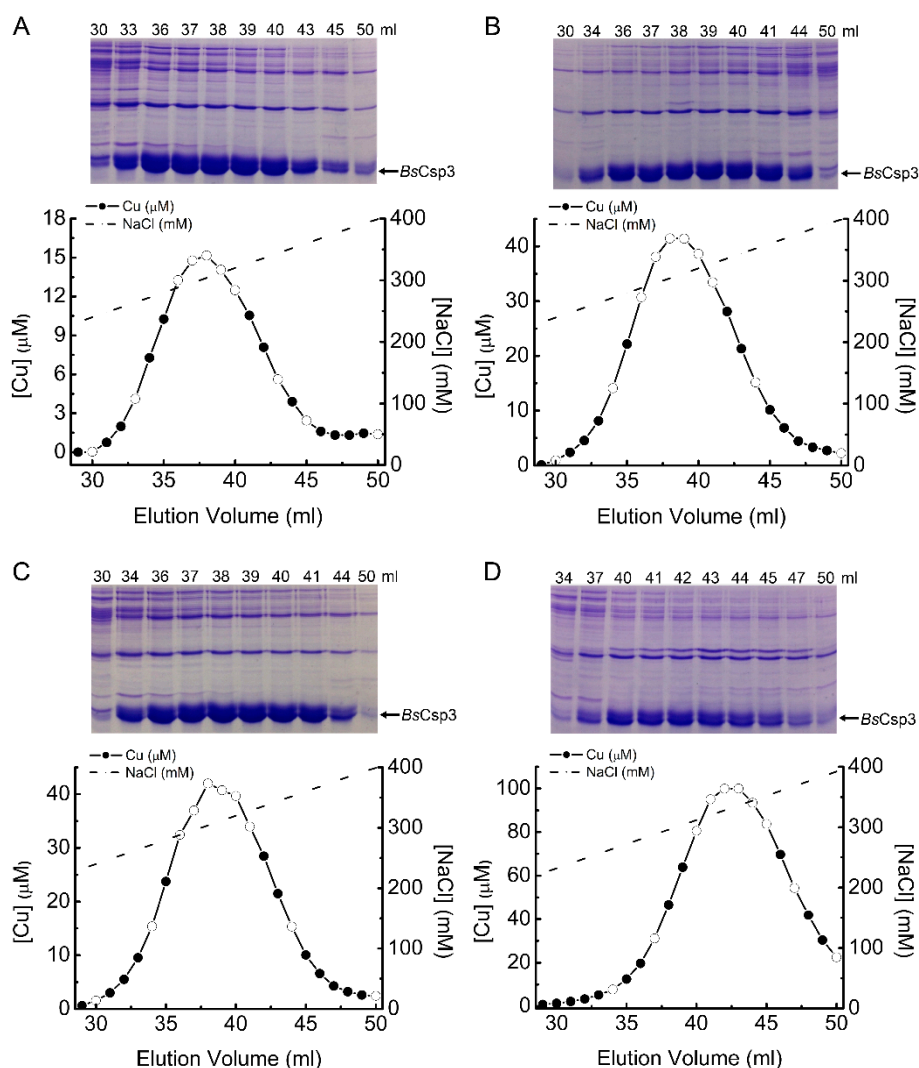 A
30 33 36 37 38 39 40 43 45 50 ml
BsCsp3
Cu (μM)
NaCl (mM)
18
15
12
9
6
3
0
[Cu] (μM)
400
300
200
100
0
[NaCl] (mM)
30 35 40 45 50
Elution Volume (ml)
B
30 34 36 37 38 39 40 41 44 50 ml
BsCsp3
Cu (μM)
NaCl (mM)
40
30
20
10
0
[Cu] (μM)
400
300
200
100
0
[NaCl] (mM)
30 35 40 45 50
Elution Volume (ml)
C
30 34 36 37 38 39 40 41 44 50 ml
BsCsp3
Cu (μM)
NaCl (mM)
40
30
20
10
0
[Cu] (μM)
400
300
200
100
0
[NaCl] (mM)
30 35 40 45 50
Elution Volume (ml)
D
34 37 40 41 42 43 44 45 47 50 ml
BsCsp3
Cu (μM)
NaCl (mM)
100
80
60
40
20
0
[Cu] (μM)
400
300
200
100
0
[NaCl] (mM)
30 35 40 45 50
Elution Volume (ml)